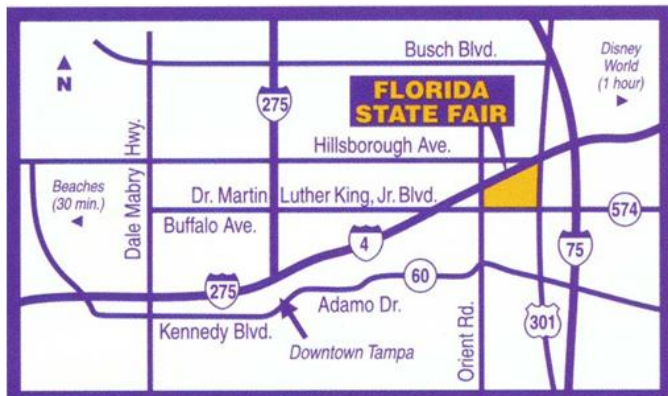 Busch Blvd.
Disney
World
(1 hour)
N
275
FLORIDA
STATE FAIR
Hillsborough Ave.
Dale Mabry Hwy.
Beaches
(30 min.)
Dr. Martin Luther King, Jr. Blvd.
574
Buffalo Ave.
4
75
60
275
Adamo Dr.
301
Orient Rd.
Kennedy Blvd.
Downtown Tampa